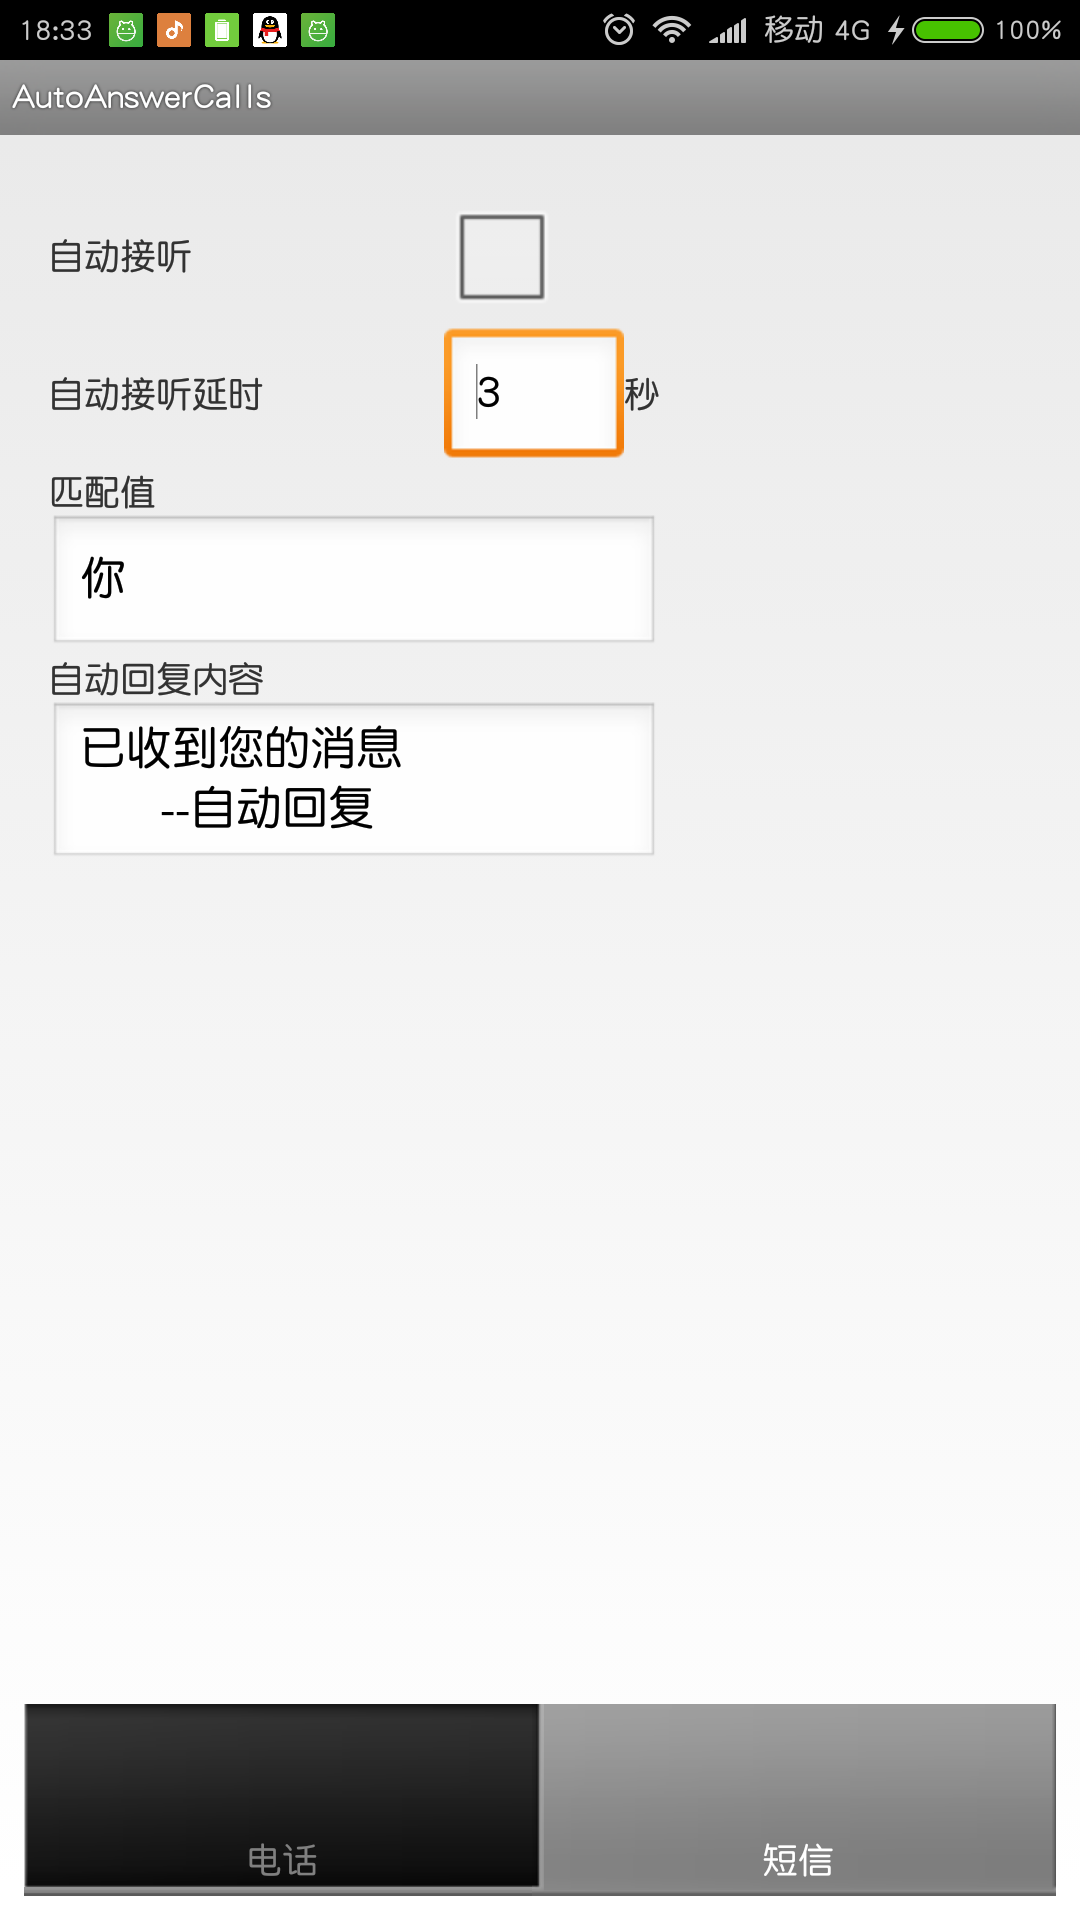 18:33 移动 4G 100%
AutoAnswerCalls
自动接听
自动接听延时 3 秒
匹配值
你
自动回复内容
已收到您的消息
--自动回复
电话 短信